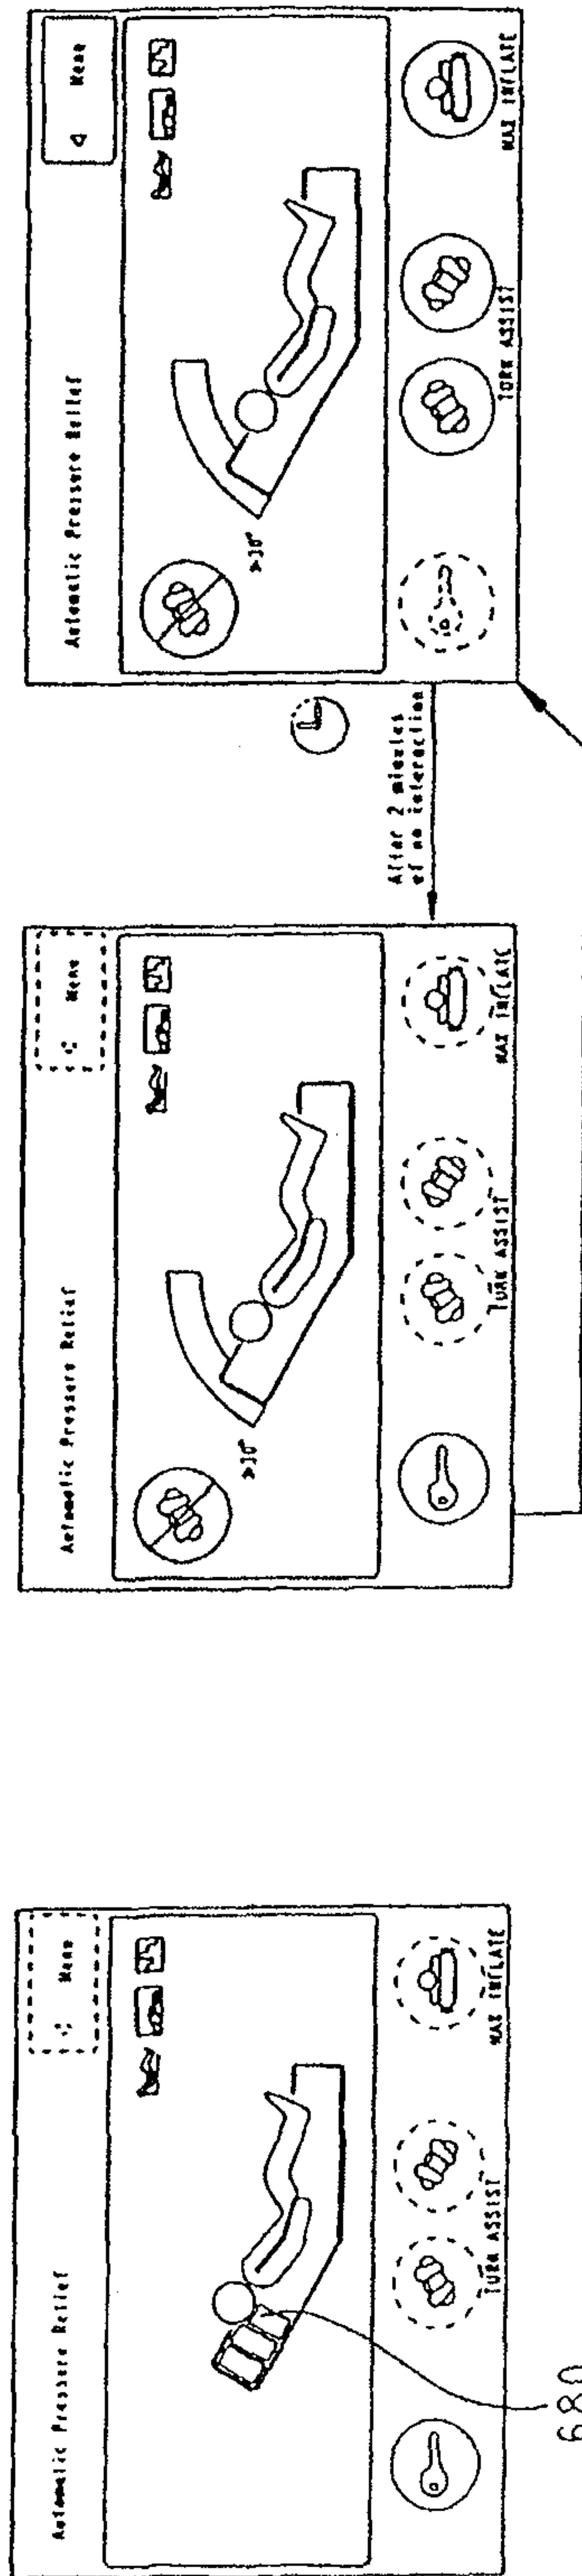 Automatic Pressure Relief
Menu
>30°
TURN ASSIST
MAX INFLATE
After 2 minutes
of no interaction
Automatic Pressure Relief
Menu
>30°
TURN ASSIST
MAX INFLATE
Automatic Pressure Relief
Menu
TURN ASSIST
MAX INFLATE
680